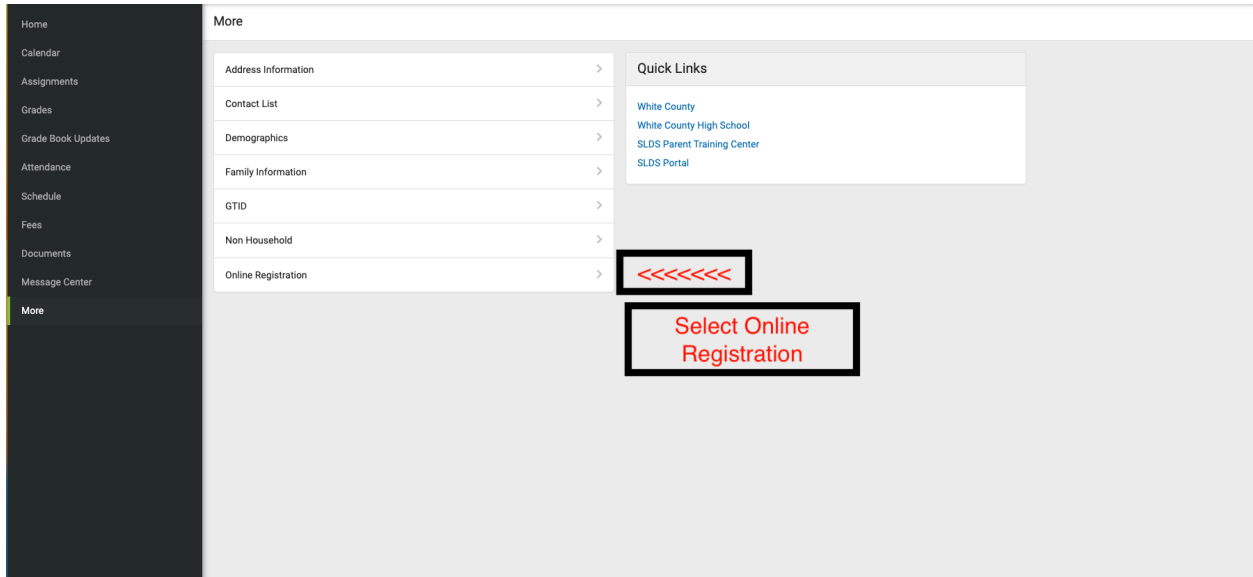 Home
Calendar
Assignments
Grades
Grade Book Updates
Attendance
Schedule
Fees
Documents
Message Center
More
More
Address Information
Contact List
Demographics
Family Information
GTID
Non Household
Online Registration
Quick Links
White County
White County High School
SLDS Parent Training Center
SLDS Portal
<<<<<<<
Select Online
Registration